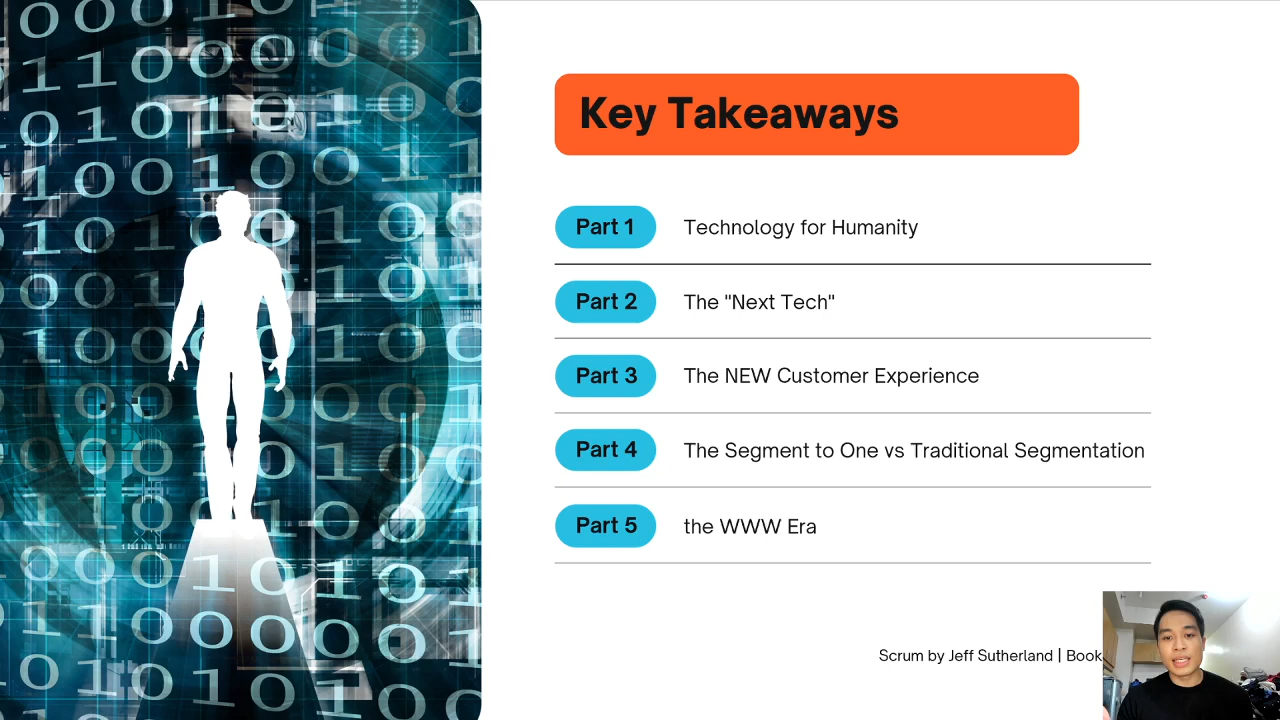 Key Takeaways
Part 1 Technology for Humanity
Part 2 The "Next Tech"
Part 3 The NEW Customer Experience
Part 4 The Segment to One vs Traditional Segmentation
Part 5 the WWW Era
Scrum by Jeff Sutherland | Book